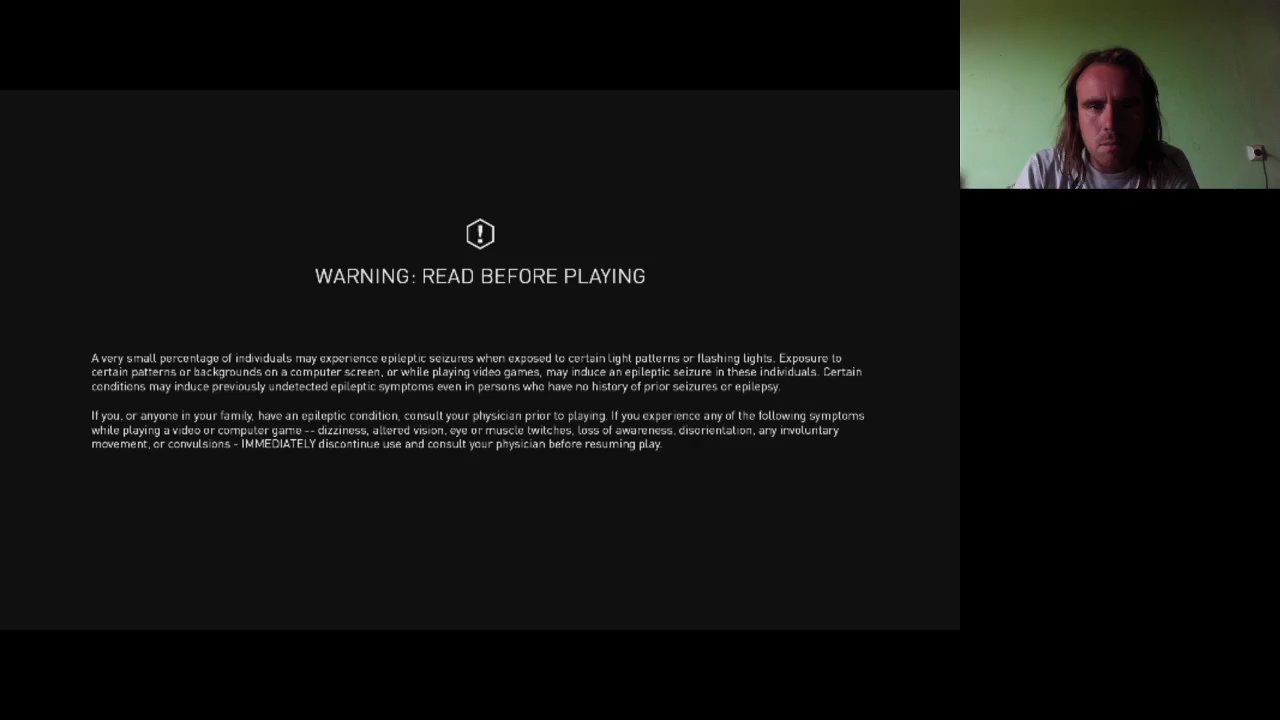 WARNING: READ BEFORE PLAYING
A very small percentage of individuals may experience epileptic seizures when exposed to certain light patterns or flashing lights. Exposure to
certain patterns or backgrounds on a computer screen, or while playing video games, may induce an epileptic seizure in these individuals. Certain
conditions may induce previously undetected epileptic symptoms even in persons who have no history of prior seizures or epilepsy.
If you, or anyone in your family, have an epileptic condition, consult your physician prior to playing. If you experience any of the following symptoms
while playing a video or computer game -- dizziness, altered vision, eye or muscle twitches, loss of awareness, disorientation, any involuntary
movement, or convulsions - IMMEDIATELY discontinue use and consult your physician before resuming play.